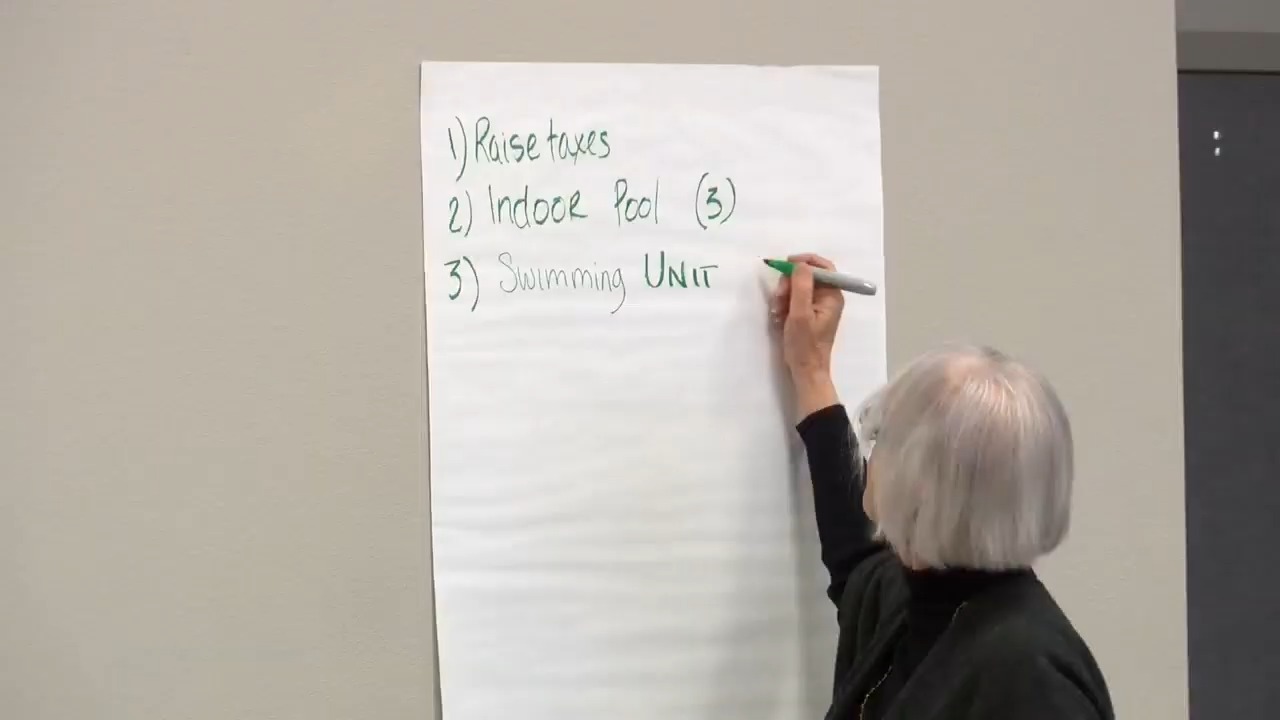 1) Raise taxes
2) Indoor Pool (3)
3) Swimming UNIT